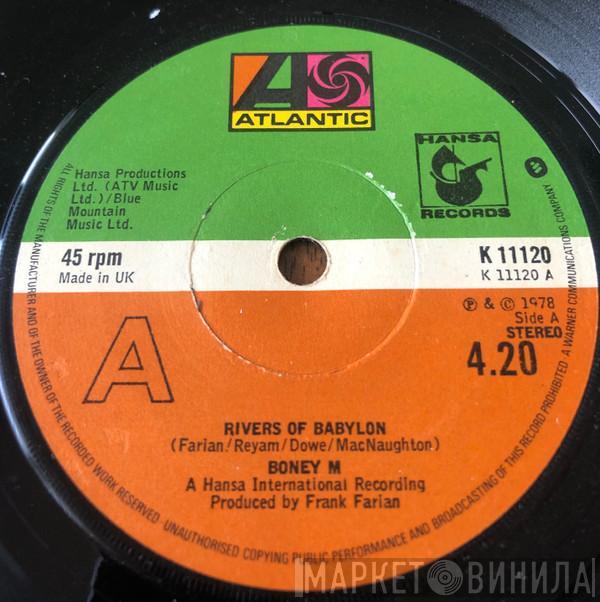 ATLANTIC
HANSA
RECORDS
Hansa Productions
Ltd. (ATV Music
Ltd.)/Blue
Mountain
Music Ltd.
45 rpm
Made in UK
K 11120
K 11120 A
℗ & © 1978
Side A
STEREO
4.20
A
RIVERS OF BABYLON
(Farian/Reyam/Dowe/MacNaughton)
BONEY M
A Hansa International Recording
Produced by Frank Farian
ALL RIGHTS OF THE MANUFACTURER AND OF THE OWNER OF THE RECORDED WORK RESERVED. UNAUTHORISED COPYING PUBLIC PERFORMANCE AND BROADCASTING OF THIS RECORD PROHIBITED. A WARNER COMMUNICATIONS COMPANY
МАРКЕТ ВИНИЛА